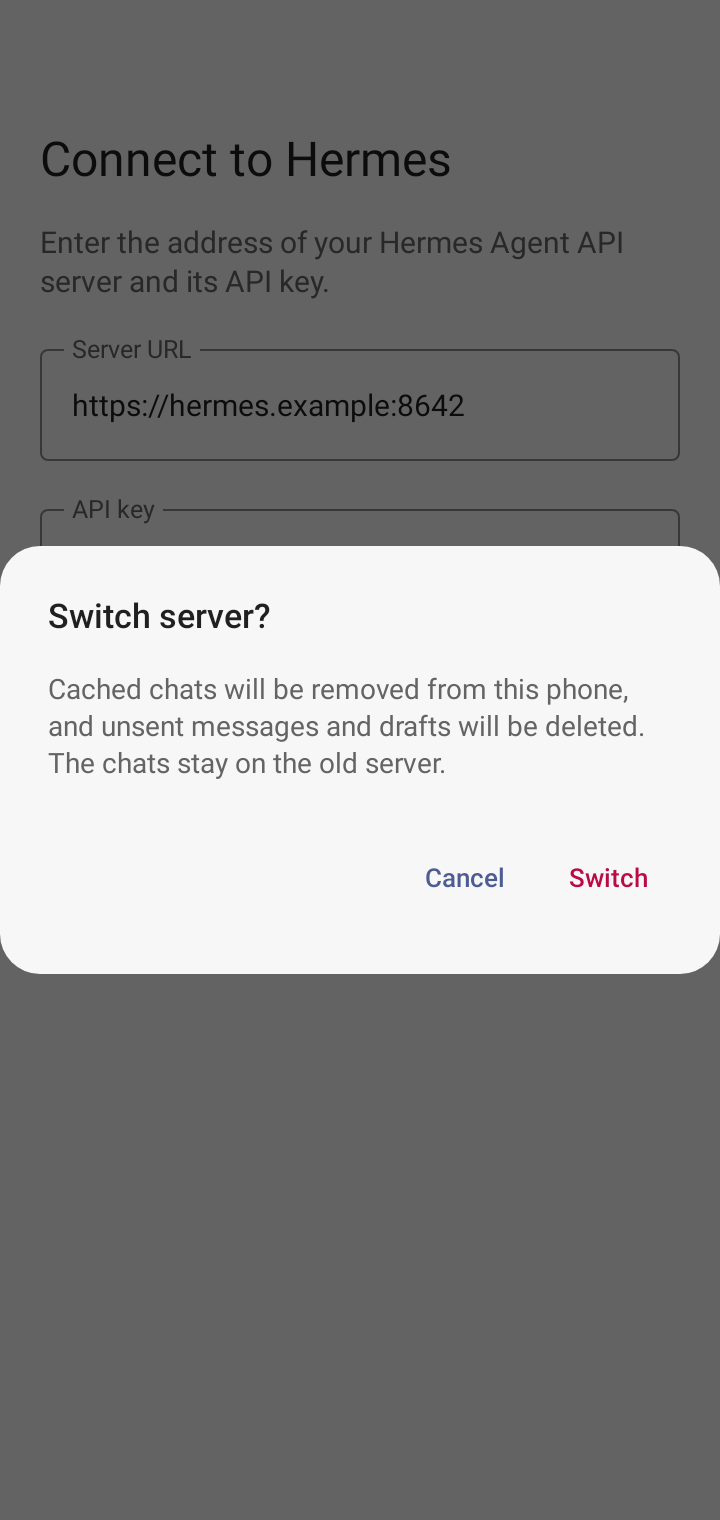 Connect to Hermes
Enter the address of your Hermes Agent API
server and its API key.
Server URL
https://hermes.example:8642
API key
Switch server?
Cached chats will be removed from this phone,
and unsent messages and drafts will be deleted.
The chats stay on the old server.
Cancel
Switch